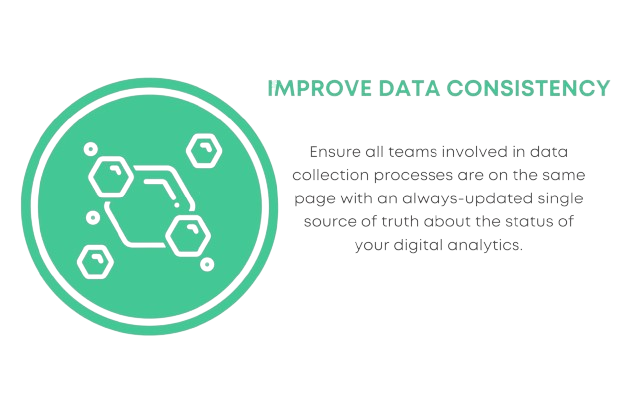 IMPROVE DATA CONSISTENCY
Ensure all teams involved in data
collection processes are on the same
page with an always-updated single
source of truth about the status of
your digital analytics.